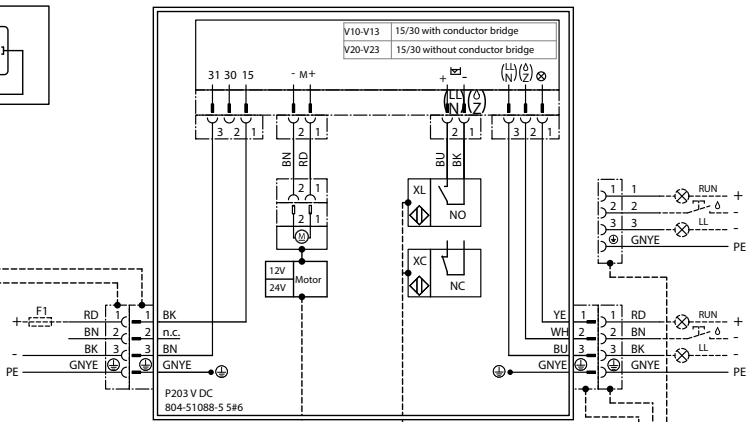 V10-V13 15/30 with conductor bridge
V20-V23 15/30 without conductor bridge
31 30 15
- M+
+ -
(LL N) (Z)
(LL N) (Z)
3 2 1
2 1
2 1
3 2 1
BN RD
BU BK
2 1
2 1
M
XL
NO
XC
NC
12V
24V
Motor
1 1 RUN +
2 2 -
3 3 LL -
GNYE PE
+ F1 RD 1 1 BK
BN 2 2 n.c.
- BK 3 3 BN
PE GNYE GNYE
YE 1 1 RD RUN +
WH 2 2 BN -
BU 3 3 BK LL -
GNYE GNYE PE
P203 V DC
804-51088-5 5#6